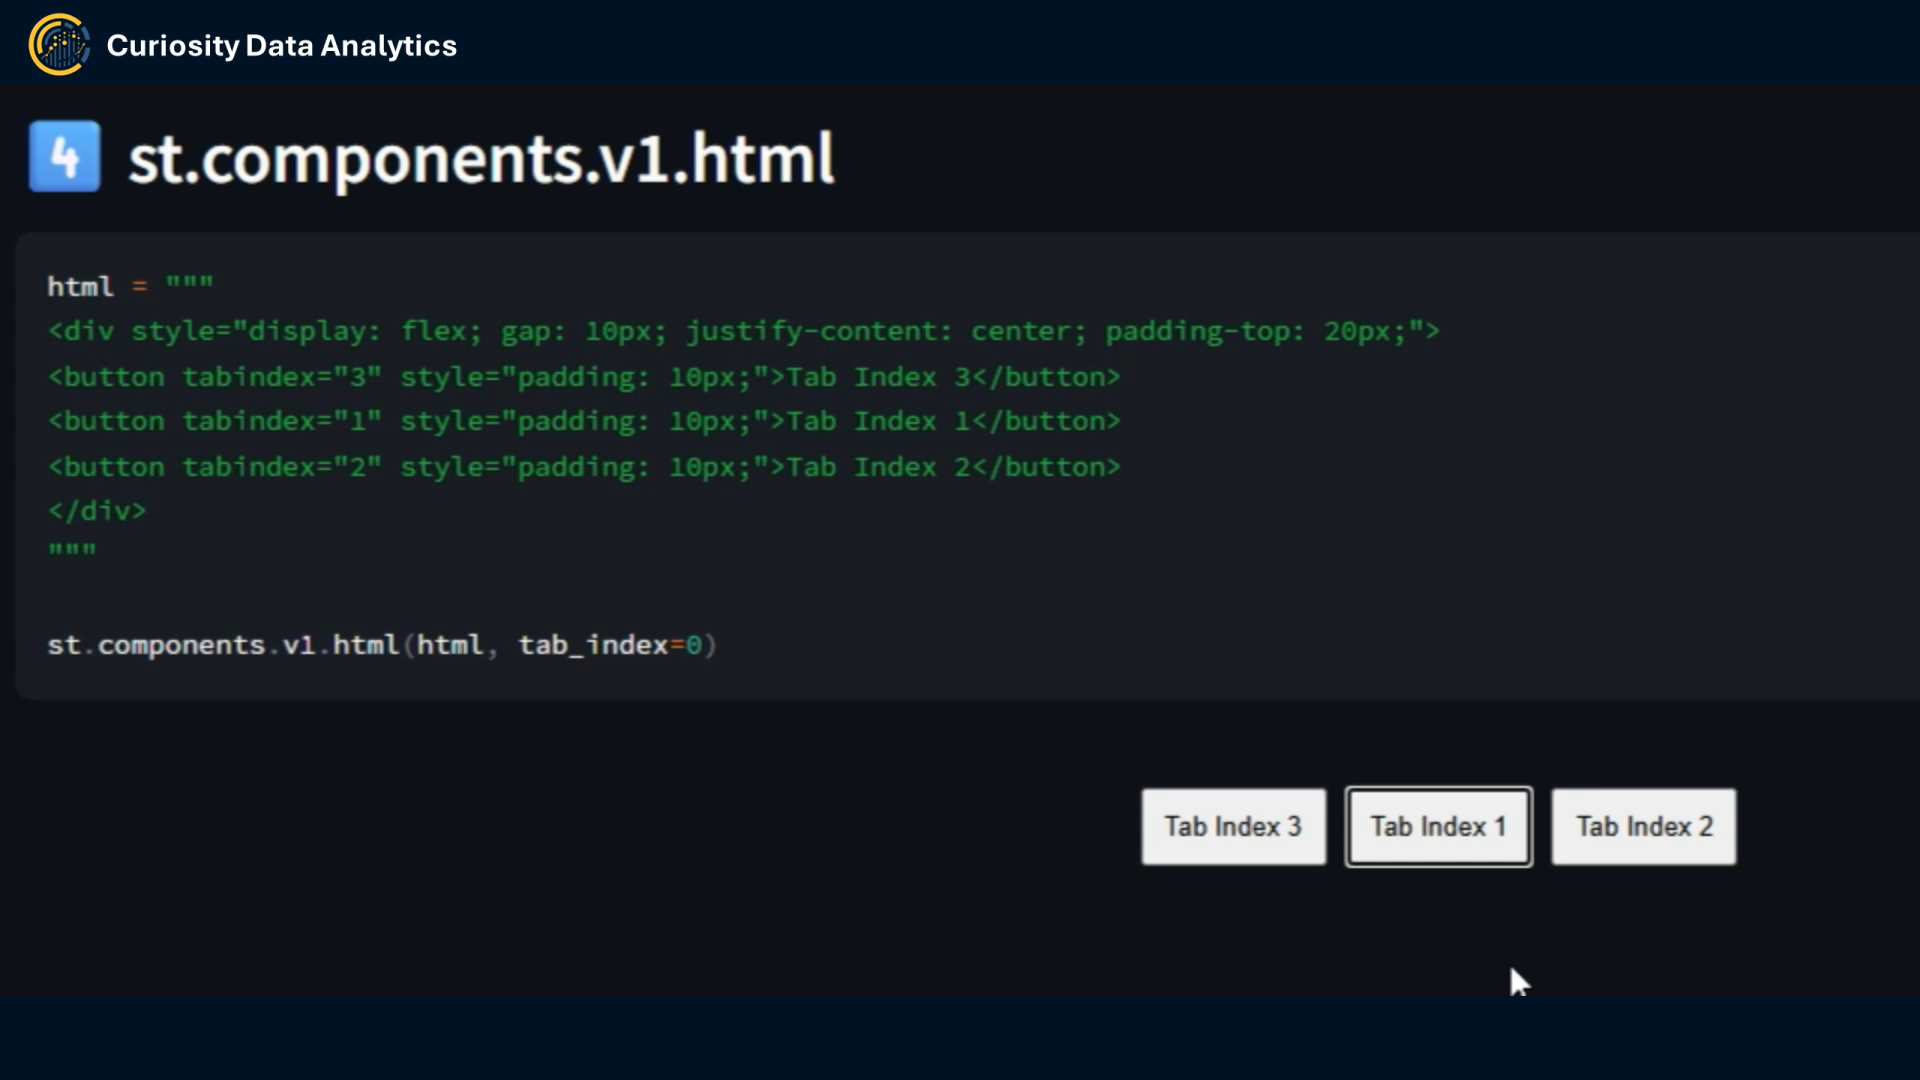 Curiosity Data Analytics
4 st.components.v1.html
html = """
<div style="display: flex; gap: 10px; justify-content: center; padding-top: 20px;">
<button tabindex="3" style="padding: 10px;">Tab Index 3</button>
<button tabindex="1" style="padding: 10px;">Tab Index 1</button>
<button tabindex="2" style="padding: 10px;">Tab Index 2</button>
</div>
"""
st.components.v1.html(html, tab_index=0)
Tab Index 3 Tab Index 1 Tab Index 2